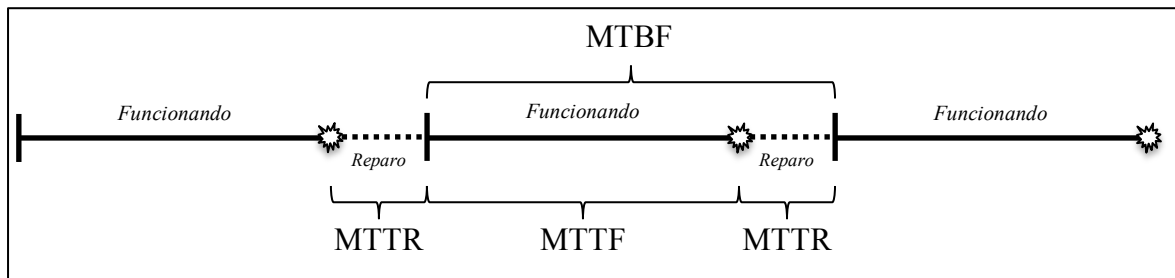 MTBF
Funcionando
Funcionando
Funcionando
Reparo
Reparo
MTTR
MTTF
MTTR